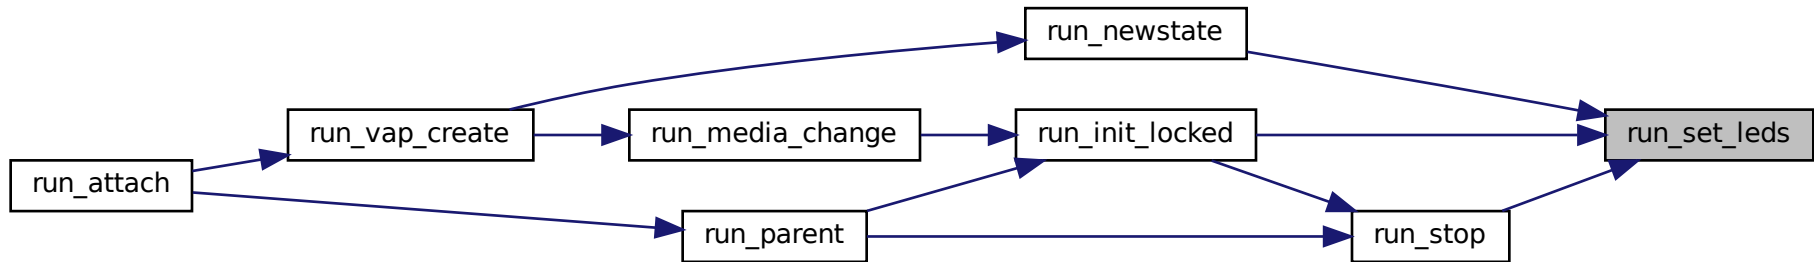 run_newstate
run_vap_create
run_media_change
run_init_locked
run_set_leds
run_attach
run_parent
run_stop